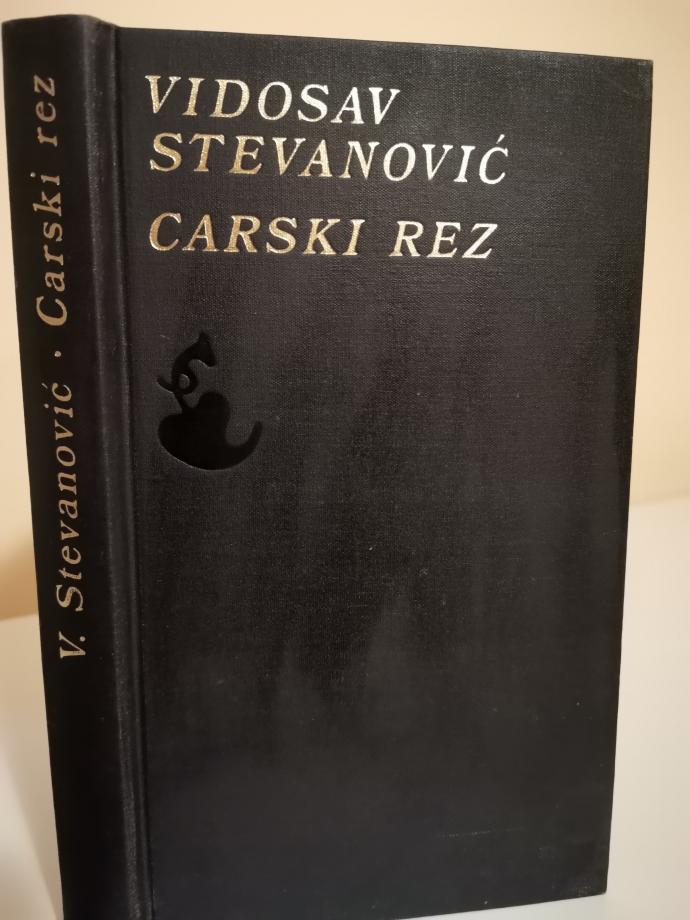 VIDOSAV
STEVANOVIĆ
CARSKI REZ
V. Stevanović · Carski rez